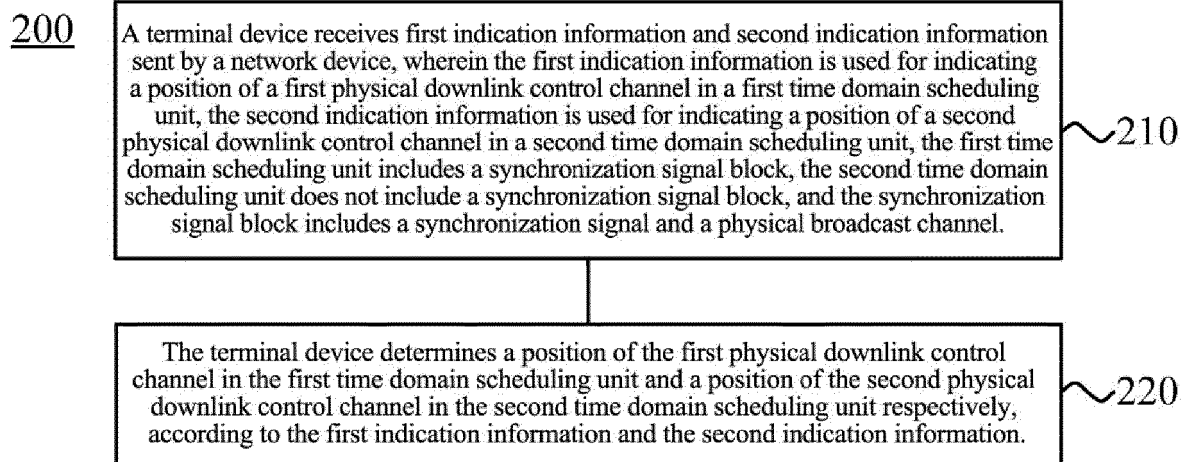 200
A terminal device receives first indication information and second indication information
sent by a network device, wherein the first indication information is used for indicating
a position of a first physical downlink control channel in a first time domain scheduling
unit, the second indication information is used for indicating a position of a second
physical downlink control channel in a second time domain scheduling unit, the first time
domain scheduling unit includes a synchronization signal block, the second time domain
scheduling unit does not include a synchronization signal block, and the synchronization
signal block includes a synchronization signal and a physical broadcast channel.
210
The terminal device determines a position of the first physical downlink control
channel in the first time domain scheduling unit and a position of the second physical
downlink control channel in the second time domain scheduling unit respectively,
according to the first indication information and the second indication information.
220